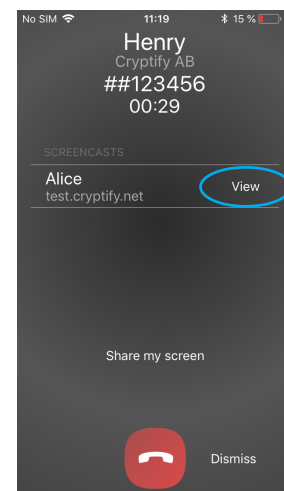 No SIM 11:19 15 %
Henry
Cryptify AB
##123456
00:29
SCREENCASTS
Alice
test.cryptify.net
View
Share my screen
Dismiss